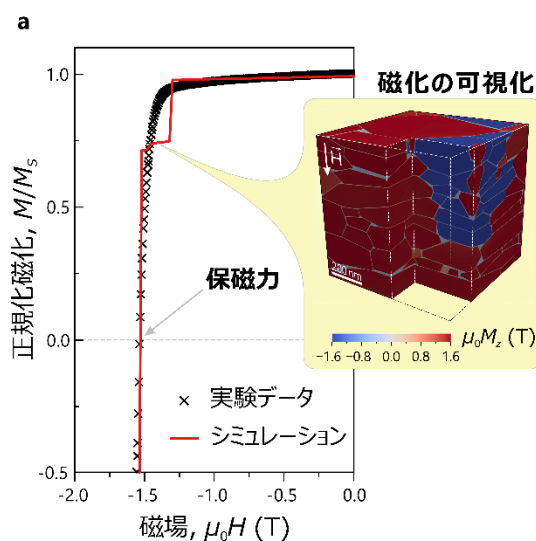 a
磁化の可視化
H
200 nm
μ₀Mz (T)
−1.6 −0.8 0.0 0.8 1.6
正規化磁化, M/Ms
1.0
0.5
0.0
-0.5
保磁力
× 実験データ
シミュレーション
-2.0 -1.5 -1.0 -0.5 0.0
磁場, μ₀H (T)